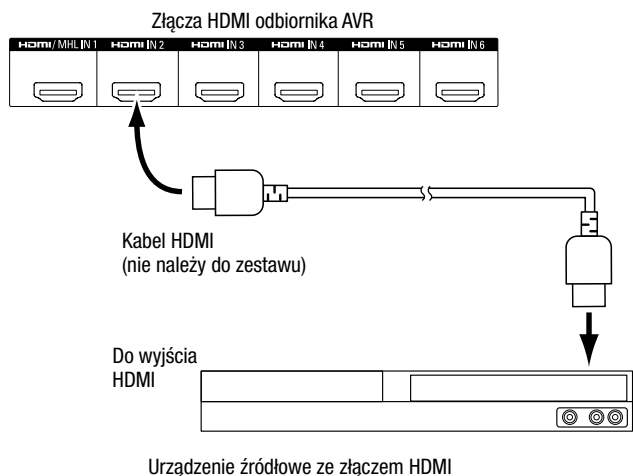 Złącza HDMI odbiornika AVR
HDMI/MHL IN 1 HDMI IN 2 HDMI IN 3 HDMI IN 4 HDMI IN 5 HDMI IN 6
Kabel HDMI
(nie należy do zestawu)
Do wyjścia
HDMI
Urządzenie źródłowe ze złączem HDMI